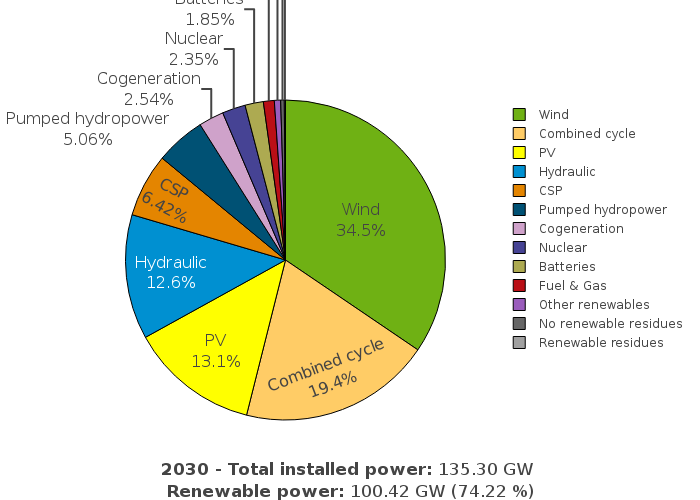 Batteries
1.85%
Nuclear
2.35%
Cogeneration
2.54%
Pumped hydropower
5.06%
CSP
6.42%
Hydraulic
12.6%
PV
13.1%
Combined cycle
19.4%
Wind
34.5%
Wind
Combined cycle
PV
Hydraulic
CSP
Pumped hydropower
Cogeneration
Nuclear
Batteries
Fuel & Gas
Other renewables
No renewable residues
Renewable residues
2030 - Total installed power: 135.30 GW
Renewable power: 100.42 GW (74.22 %)